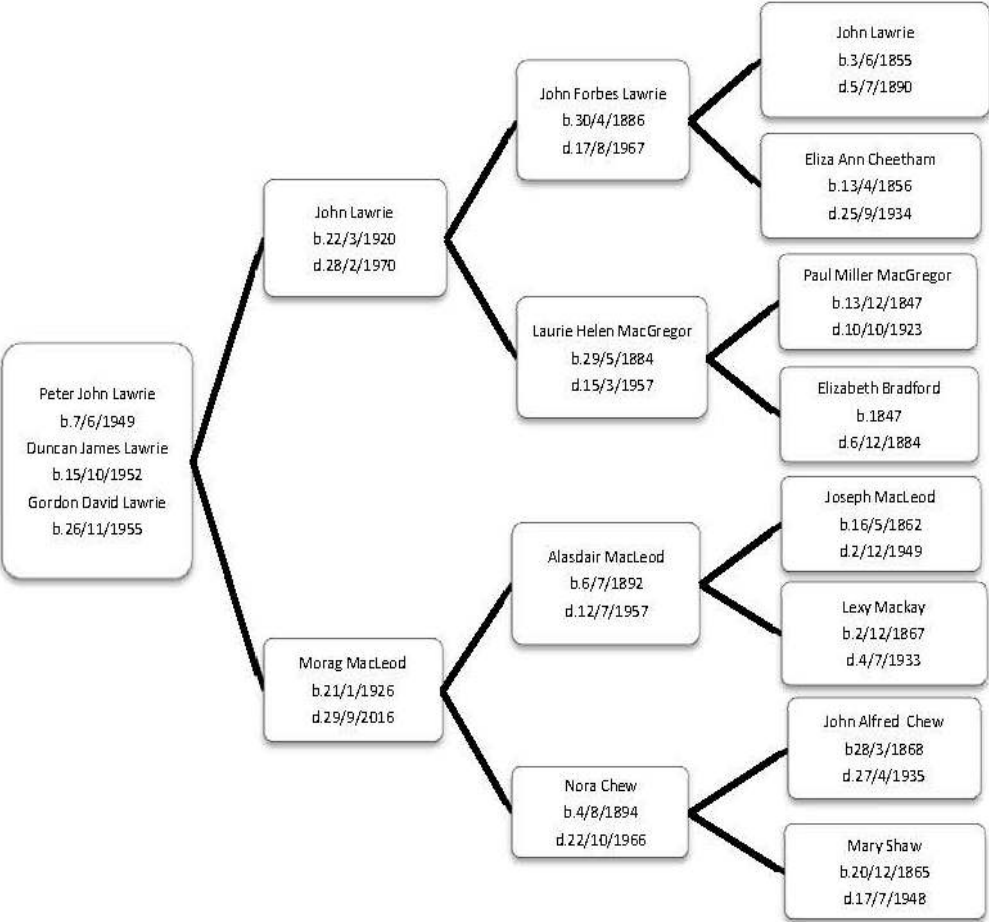 Peter John Lawrie
b.7/6/1949
Duncan James Lawrie
b.15/10/1952
Gordon David Lawrie
b.26/11/1955
John Lawrie
b.22/3/1920
d.28/2/1970
Morag MacLeod
b.21/1/1926
d.29/9/2016
John Forbes Lawrie
b.30/4/1886
d.17/8/1967
Laurie Helen MacGregor
b.29/5/1884
d.15/3/1957
Alasdair MacLeod
b.6/7/1892
d.12/7/1957
Nora Chew
b.4/8/1894
d.22/10/1966
John Lawrie
b.3/6/1855
d.5/7/1890
Eliza Ann Cheetham
b.13/4/1856
d.25/9/1934
Paul Miller MacGregor
b.13/12/1847
d.10/10/1923
Elizabeth Bradford
b.1847
d.6/12/1884
Joseph MacLeod
b.16/5/1862
d.2/12/1949
Lexy Mackay
b.2/12/1867
d.4/7/1933
John Alfred Chew
b28/3/1868
d.27/4/1935
Mary Shaw
b.20/12/1865
d.17/7/1948